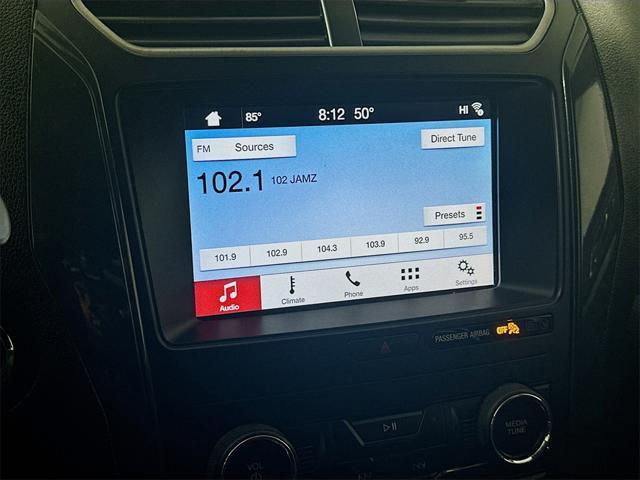 85° 8:12 50° HI
FM Sources Direct Tune
102.1 102 JAMZ
Presets
101.9 102.9 104.3 103.9 92.9 95.5
Audio Climate Phone Apps Settings
PASSENGER AIRBAG OFF 2
VOL
MEDIA
TUNE